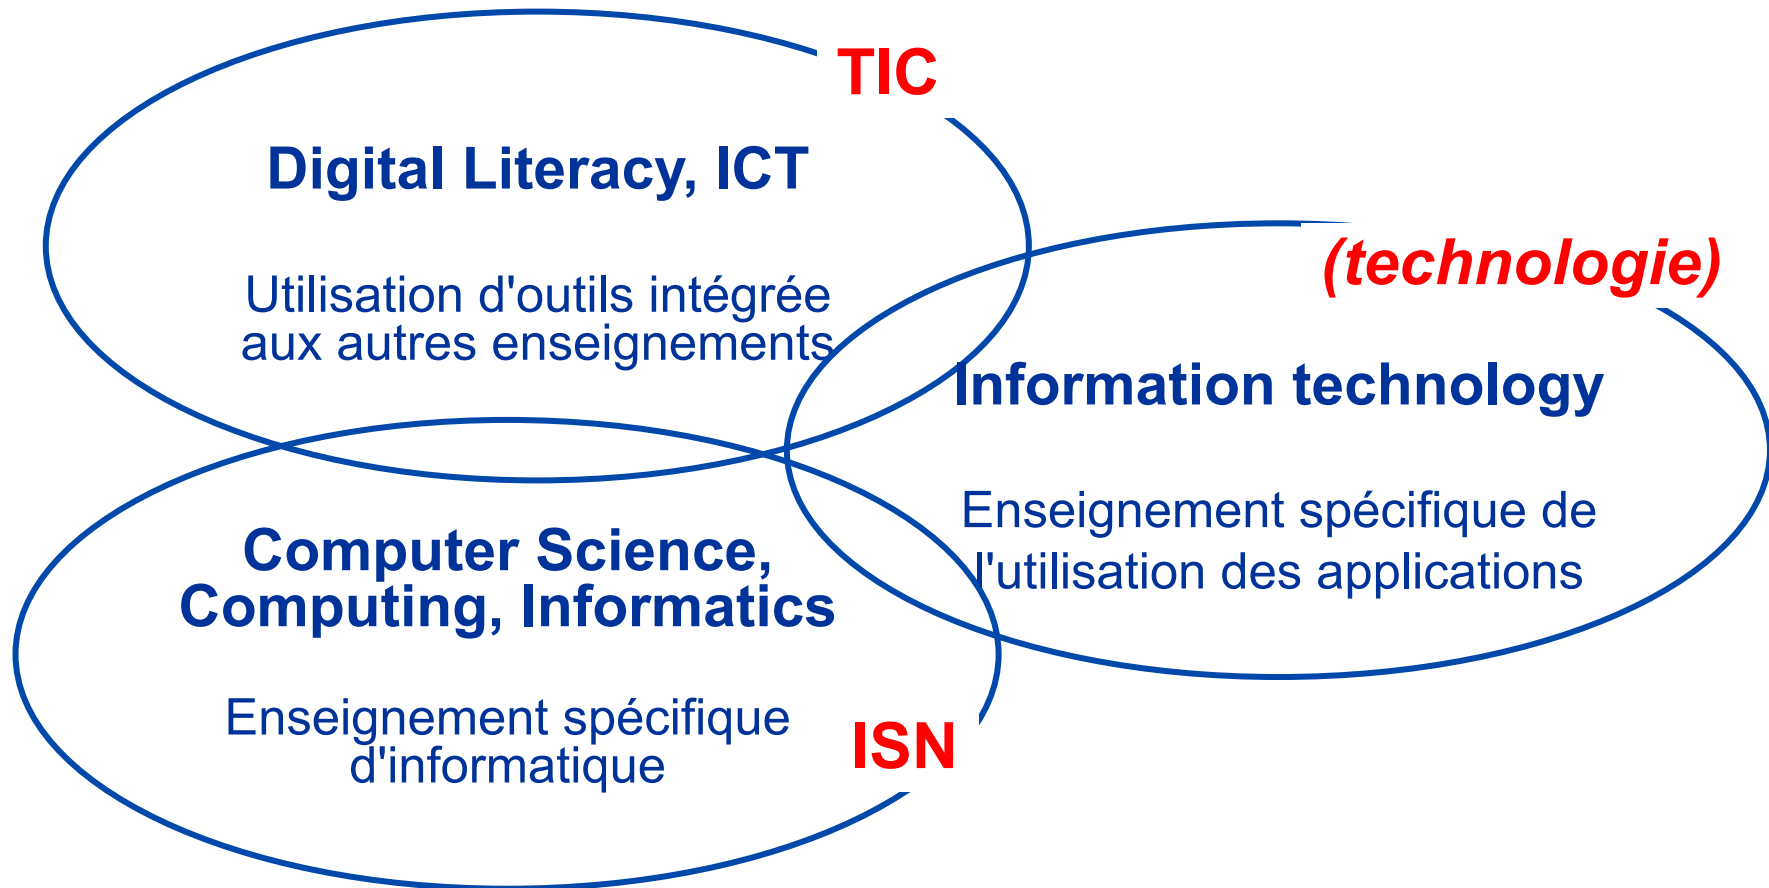 TIC
Digital Literacy, ICT
Utilisation d'outils intégrée
aux autres enseignements
(technologie)
Information technology
Enseignement spécifique de
l'utilisation des applications
Computer Science,
Computing, Informatics
Enseignement spécifique
d'informatique
ISN